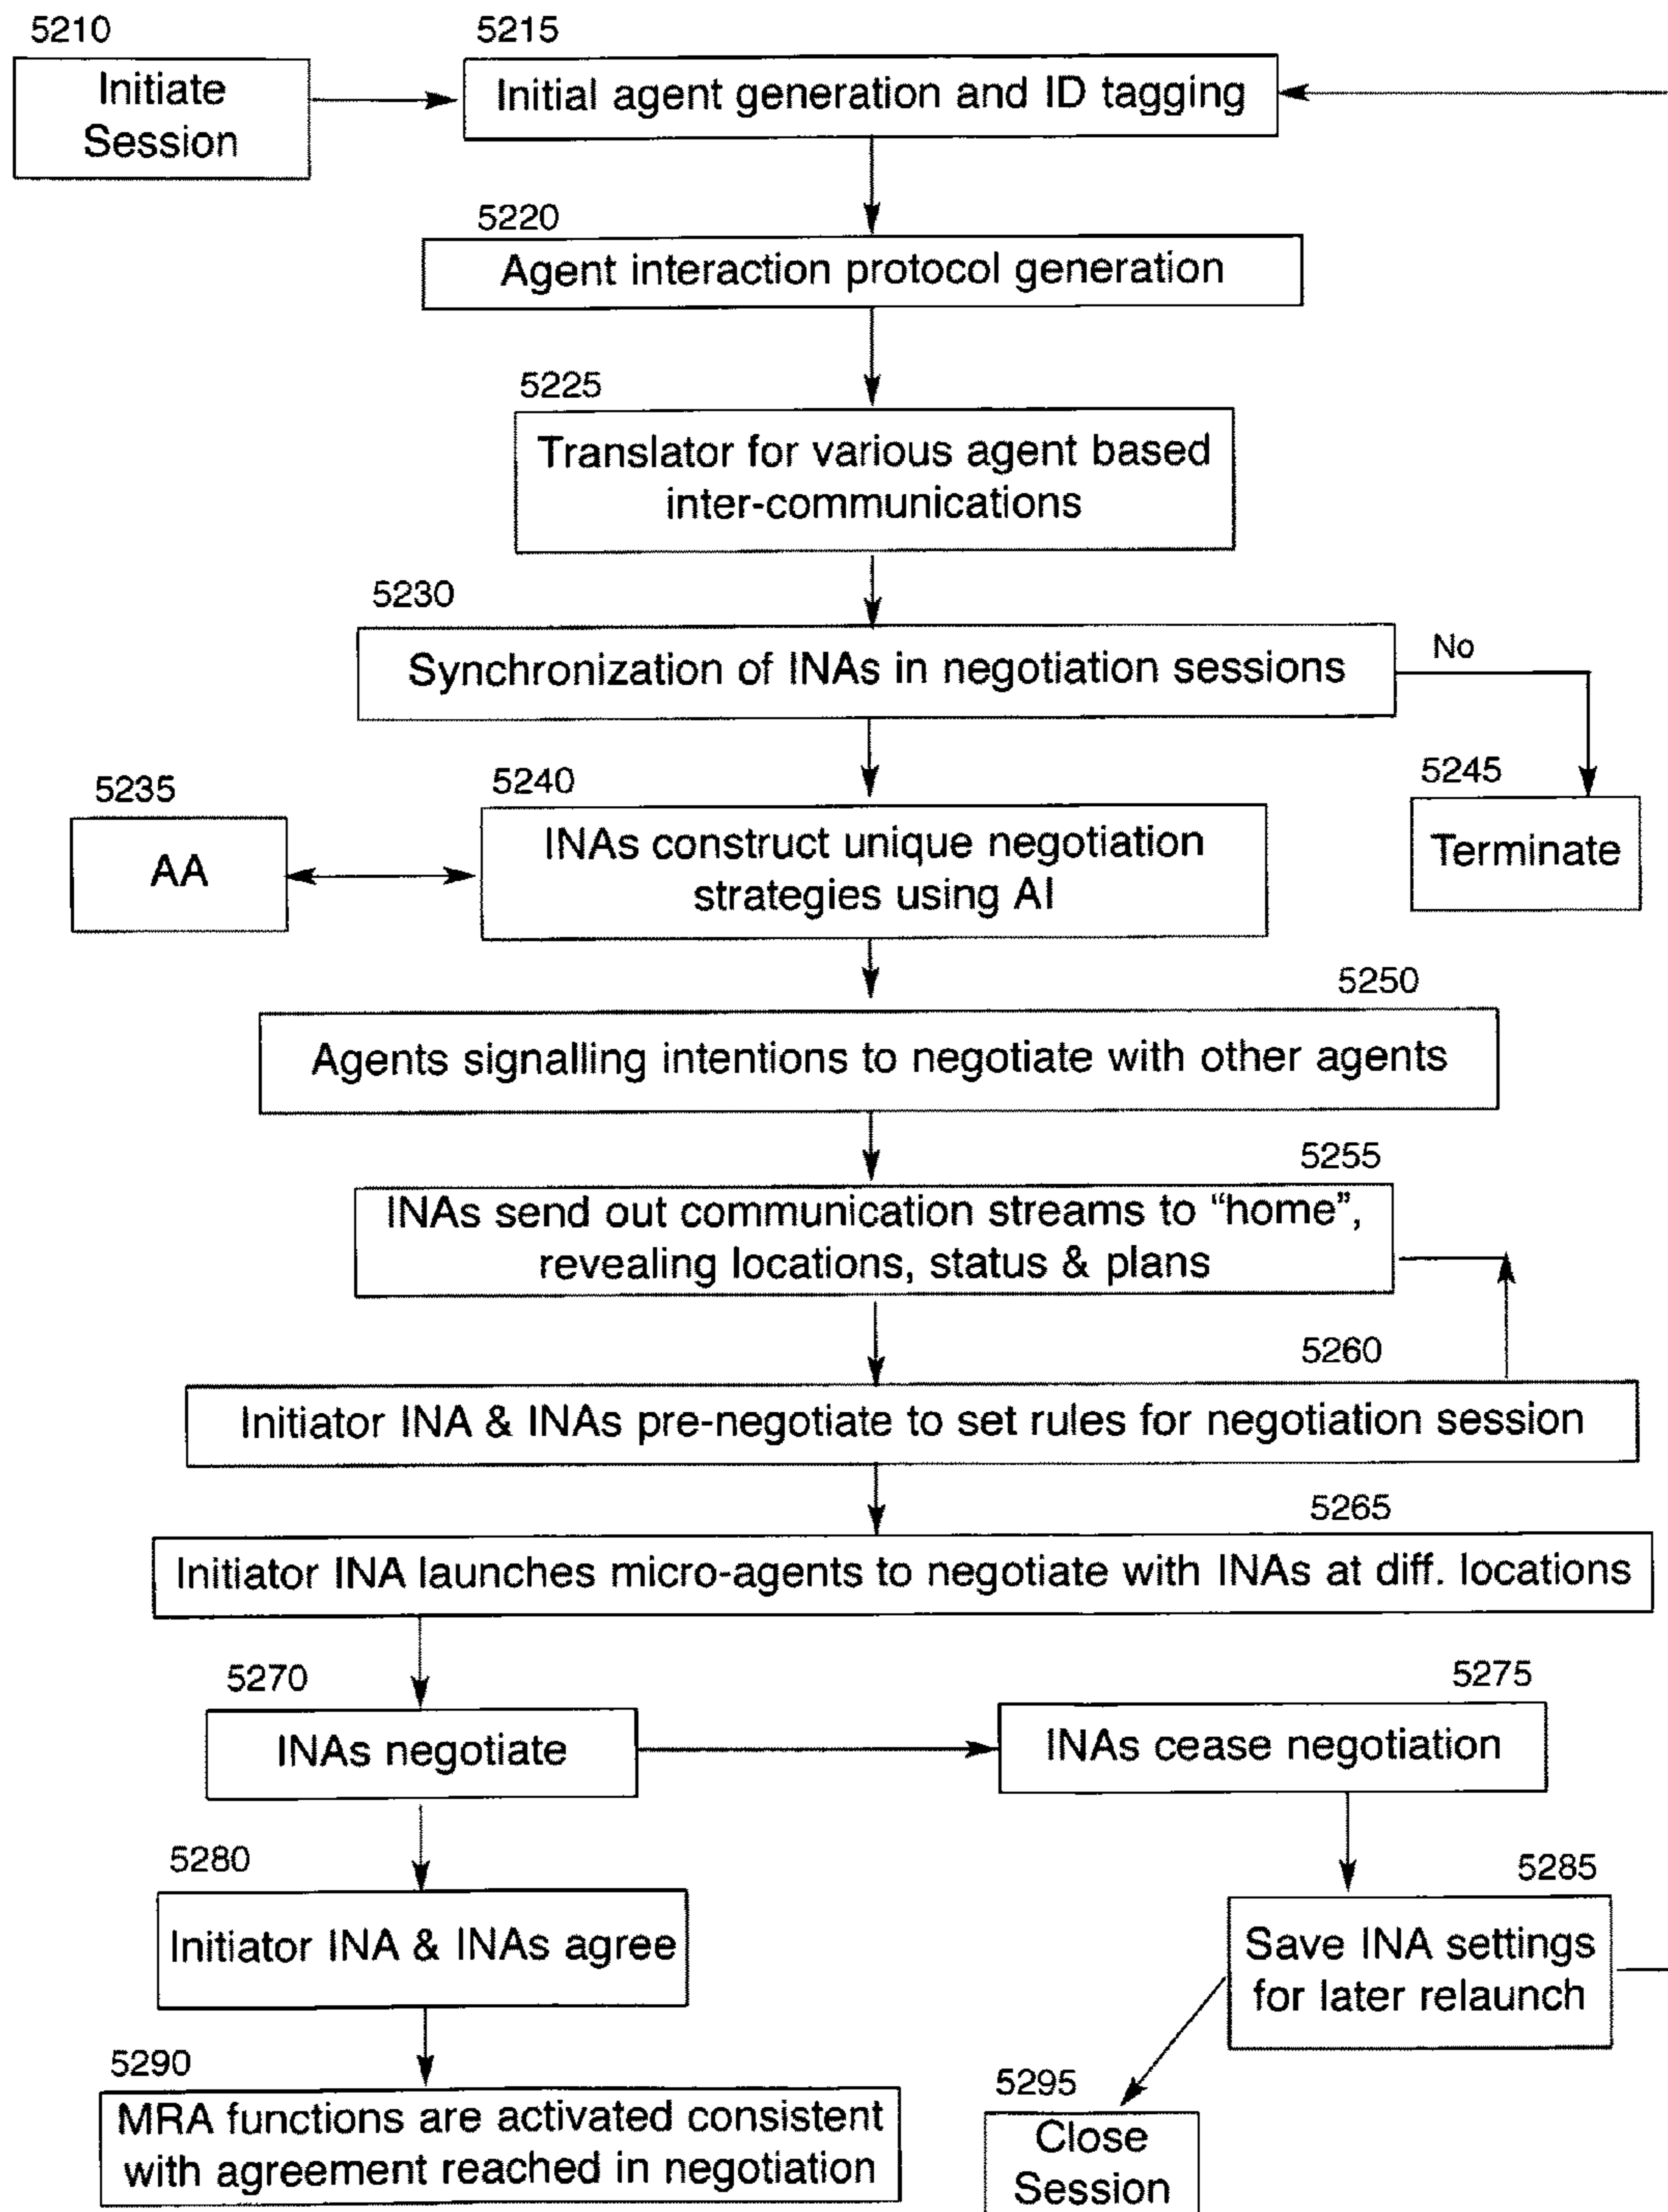 5210
Initiate
Session
5215
Initial agent generation and ID tagging
5220
Agent interaction protocol generation
5225
Translator for various agent based
inter-communications
5230
Synchronization of INAs in negotiation sessions
No
5235
AA
5240
INAs construct unique negotiation
strategies using AI
5245
Terminate
5250
Agents signalling intentions to negotiate with other agents
5255
INAs send out communication streams to “home”,
revealing locations, status & plans
5260
Initiator INA & INAs pre-negotiate to set rules for negotiation session
5265
Initiator INA launches micro-agents to negotiate with INAs at diff. locations
5270
INAs negotiate
5275
INAs cease negotiation
5280
Initiator INA & INAs agree
5285
Save INA settings
for later relaunch
5290
MRA functions are activated consistent
with agreement reached in negotiation
5295
Close
Session